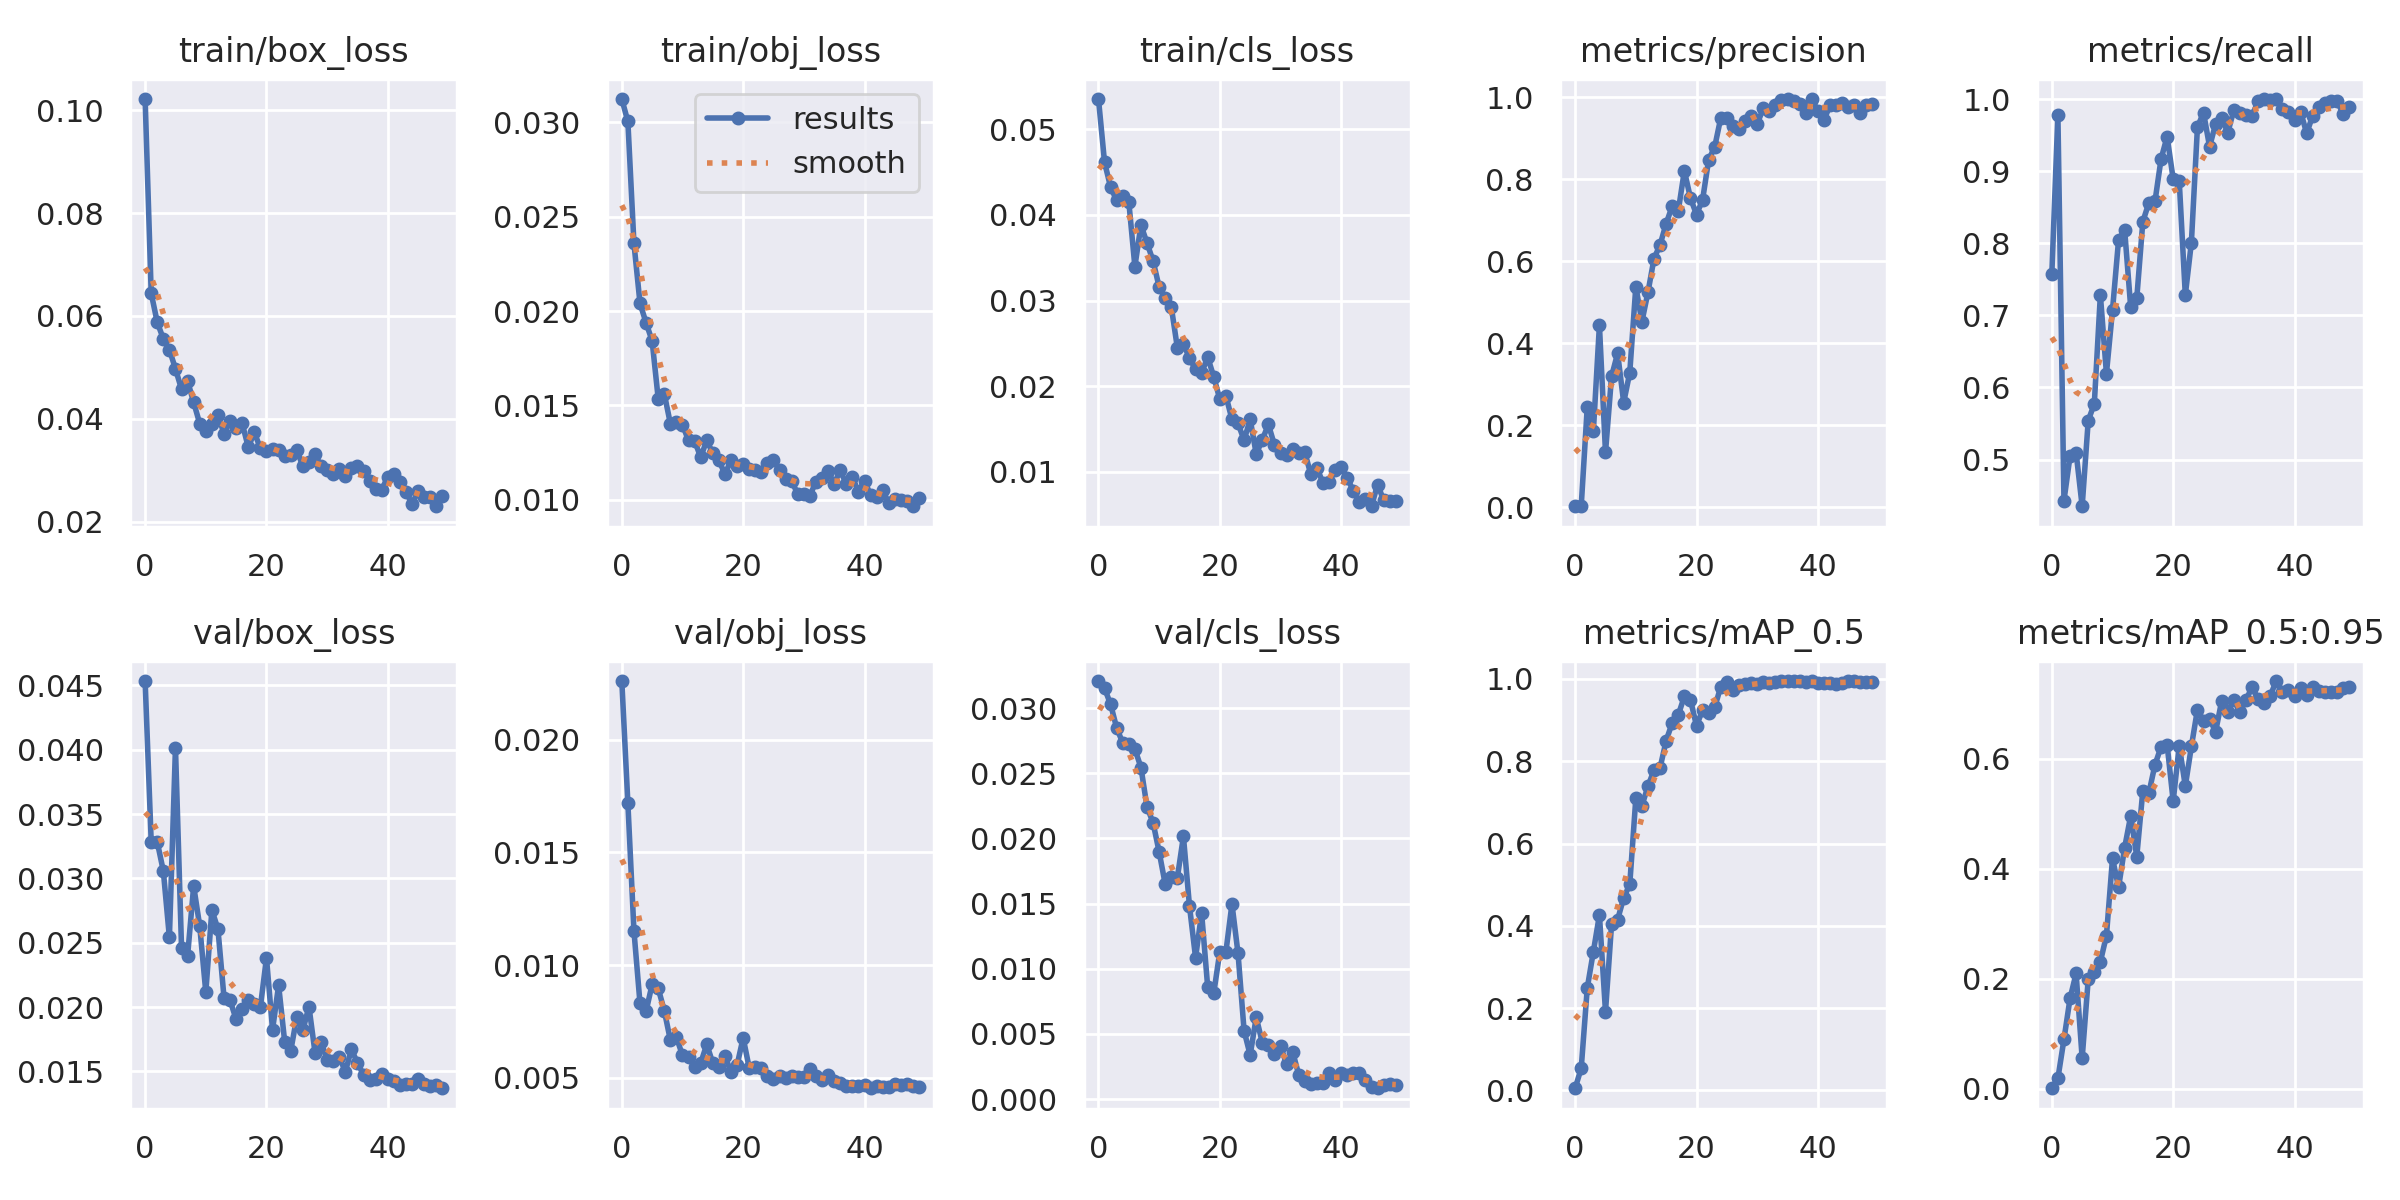 train/box_loss
0.10
0.08
0.06
0.04
0.02
0 20 40
train/obj_loss
results
smooth
0.030
0.025
0.020
0.015
0.010
0 20 40
train/cls_loss
0.05
0.04
0.03
0.02
0.01
0 20 40
metrics/precision
1.0
0.8
0.6
0.4
0.2
0.0
0 20 40
metrics/recall
1.0
0.9
0.8
0.7
0.6
0.5
0 20 40
val/box_loss
0.045
0.040
0.035
0.030
0.025
0.020
0.015
0 20 40
val/obj_loss
0.020
0.015
0.010
0.005
0 20 40
val/cls_loss
0.030
0.025
0.020
0.015
0.010
0.005
0.000
0 20 40
metrics/mAP_0.5
1.0
0.8
0.6
0.4
0.2
0.0
0 20 40
metrics/mAP_0.5:0.95
0.6
0.4
0.2
0.0
0 20 40